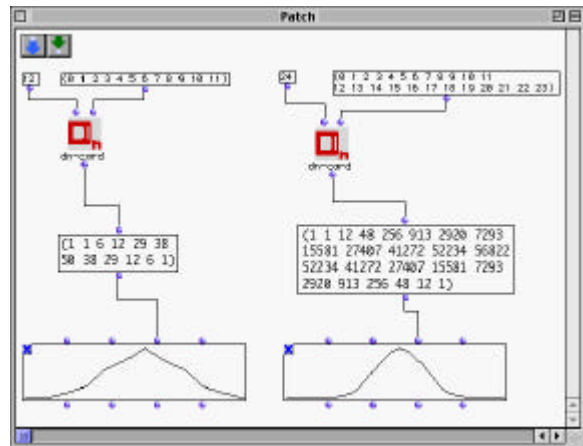 Patch
12
(0 1 2 3 4 5 6 7 8 9 10 11)
dn-card
(1 1 6 12 29 38
50 38 29 12 6 1)
24
(0 1 2 3 4 5 6 7 8 9 10 11
12 13 14 15 16 17 18 19 20 21 22 23)
dn-card
(1 1 12 48 256 913 2920 7293
15581 27407 41272 52234 56822
52234 41272 27407 15581 7293
2920 913 256 48 12 1)